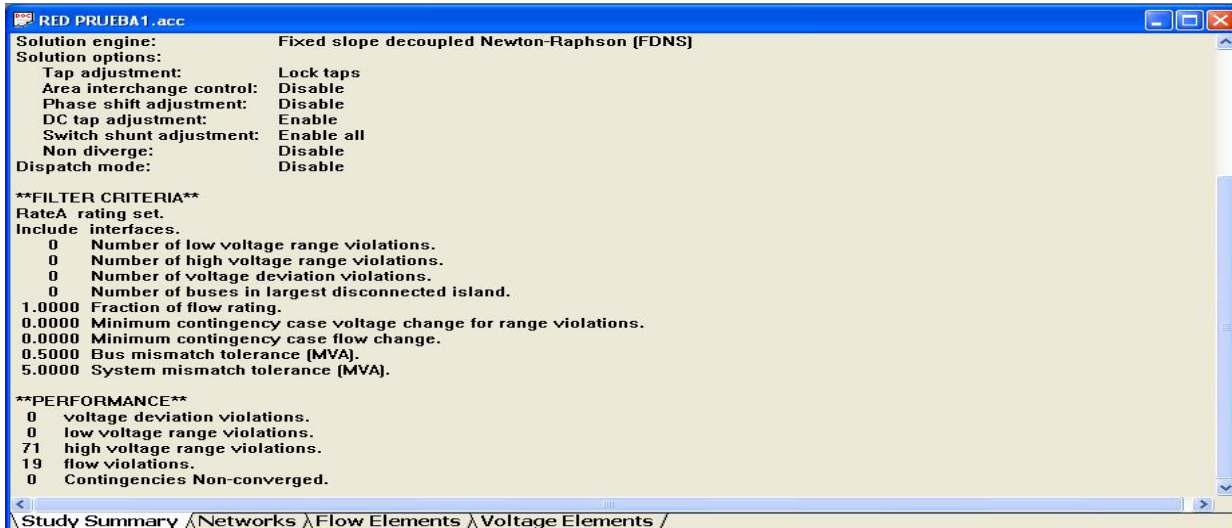 RED PRUEBA1.acc
Solution engine: Fixed slope decoupled Newton-Raphson (FDNS)
Solution options:
Tap adjustment: Lock taps
Area interchange control: Disable
Phase shift adjustment: Disable
DC tap adjustment: Enable
Switch shunt adjustment: Enable all
Non diverge: Disable
Dispatch mode: Disable
**FILTER CRITERIA**
RateA rating set.
Include interfaces.
0 Number of low voltage range violations.
0 Number of high voltage range violations.
0 Number of voltage deviation violations.
0 Number of buses in largest disconnected island.
1.0000 Fraction of flow rating.
0.0000 Minimum contingency case voltage change for range violations.
0.0000 Minimum contingency case flow change.
0.5000 Bus mismatch tolerance (MVA).
5.0000 System mismatch tolerance (MVA).
**PERFORMANCE**
0 voltage deviation violations.
0 low voltage range violations.
71 high voltage range violations.
19 flow violations.
0 Contingencies Non-converged.
Study Summary Networks Flow Elements Voltage Elements